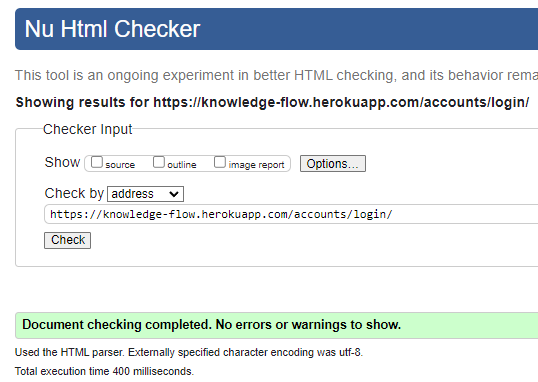 Nu Html Checker
This tool is an ongoing experiment in better HTML checking, and its behavior rema
Showing results for https://knowledge-flow.herokuapp.com/accounts/login/
Checker Input
Show source outline image report Options...
Check by address
https://knowledge-flow.herokuapp.com/accounts/login/
Check
Document checking completed. No errors or warnings to show.
Used the HTML parser. Externally specified character encoding was utf-8.
Total execution time 400 milliseconds.